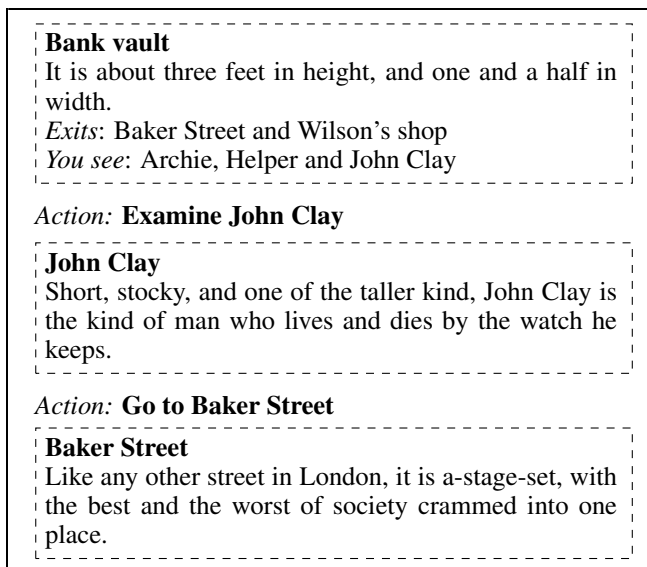 Bank vault
It is about three feet in height, and one and a half in
width.
Exits: Baker Street and Wilson's shop
You see: Archie, Helper and John Clay
Action: Examine John Clay
John Clay
Short, stocky, and one of the taller kind, John Clay is
the kind of man who lives and dies by the watch he
keeps.
Action: Go to Baker Street
Baker Street
Like any other street in London, it is a-stage-set, with
the best and the worst of society crammed into one
place.